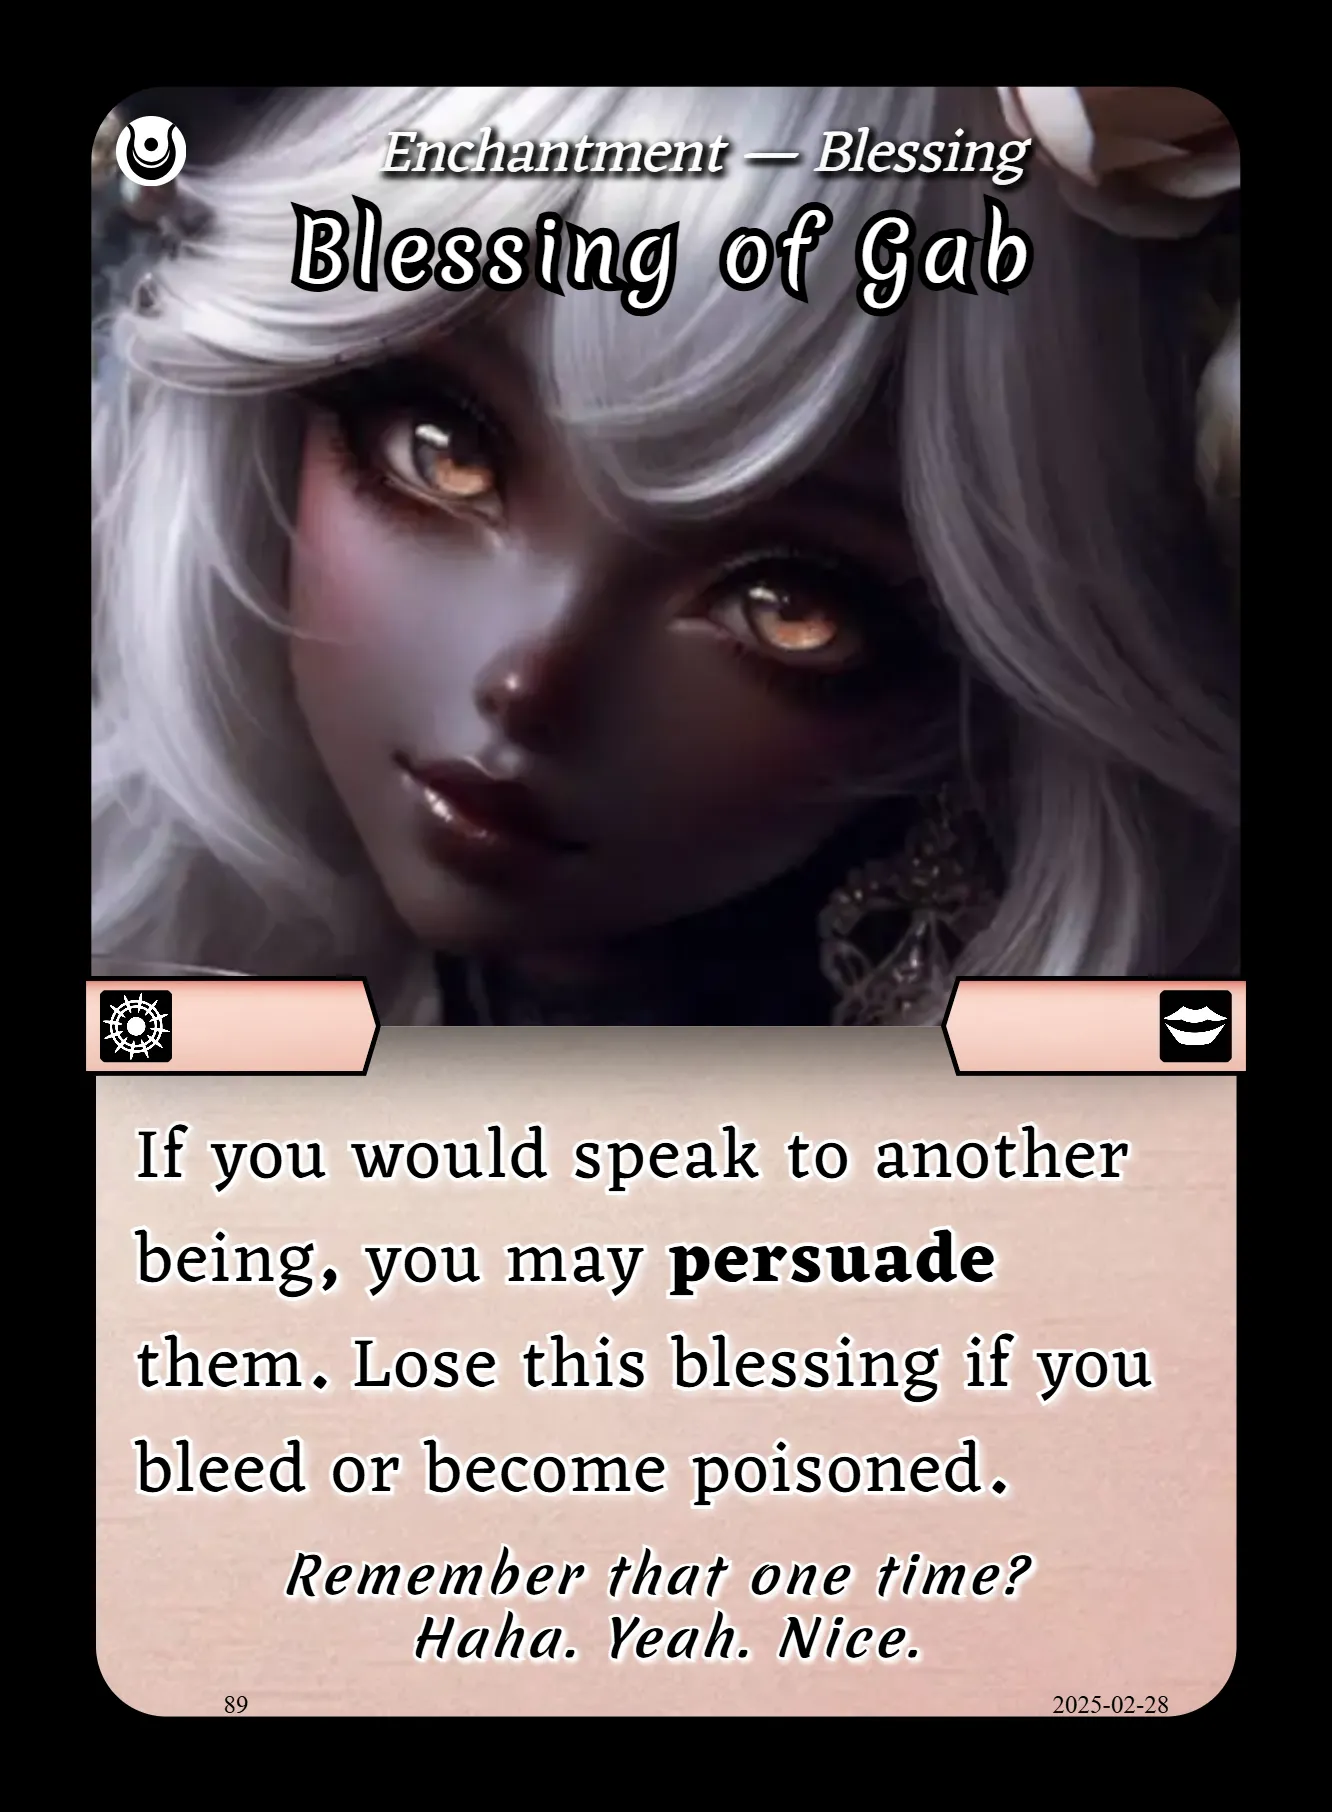 Enchantment — Blessing
Blessing of Gab
If you would speak to another
being, you may persuade
them. Lose this blessing if you
bleed or become poisoned.
Remember that one time?
Haha. Yeah. Nice.
89
2025-02-28